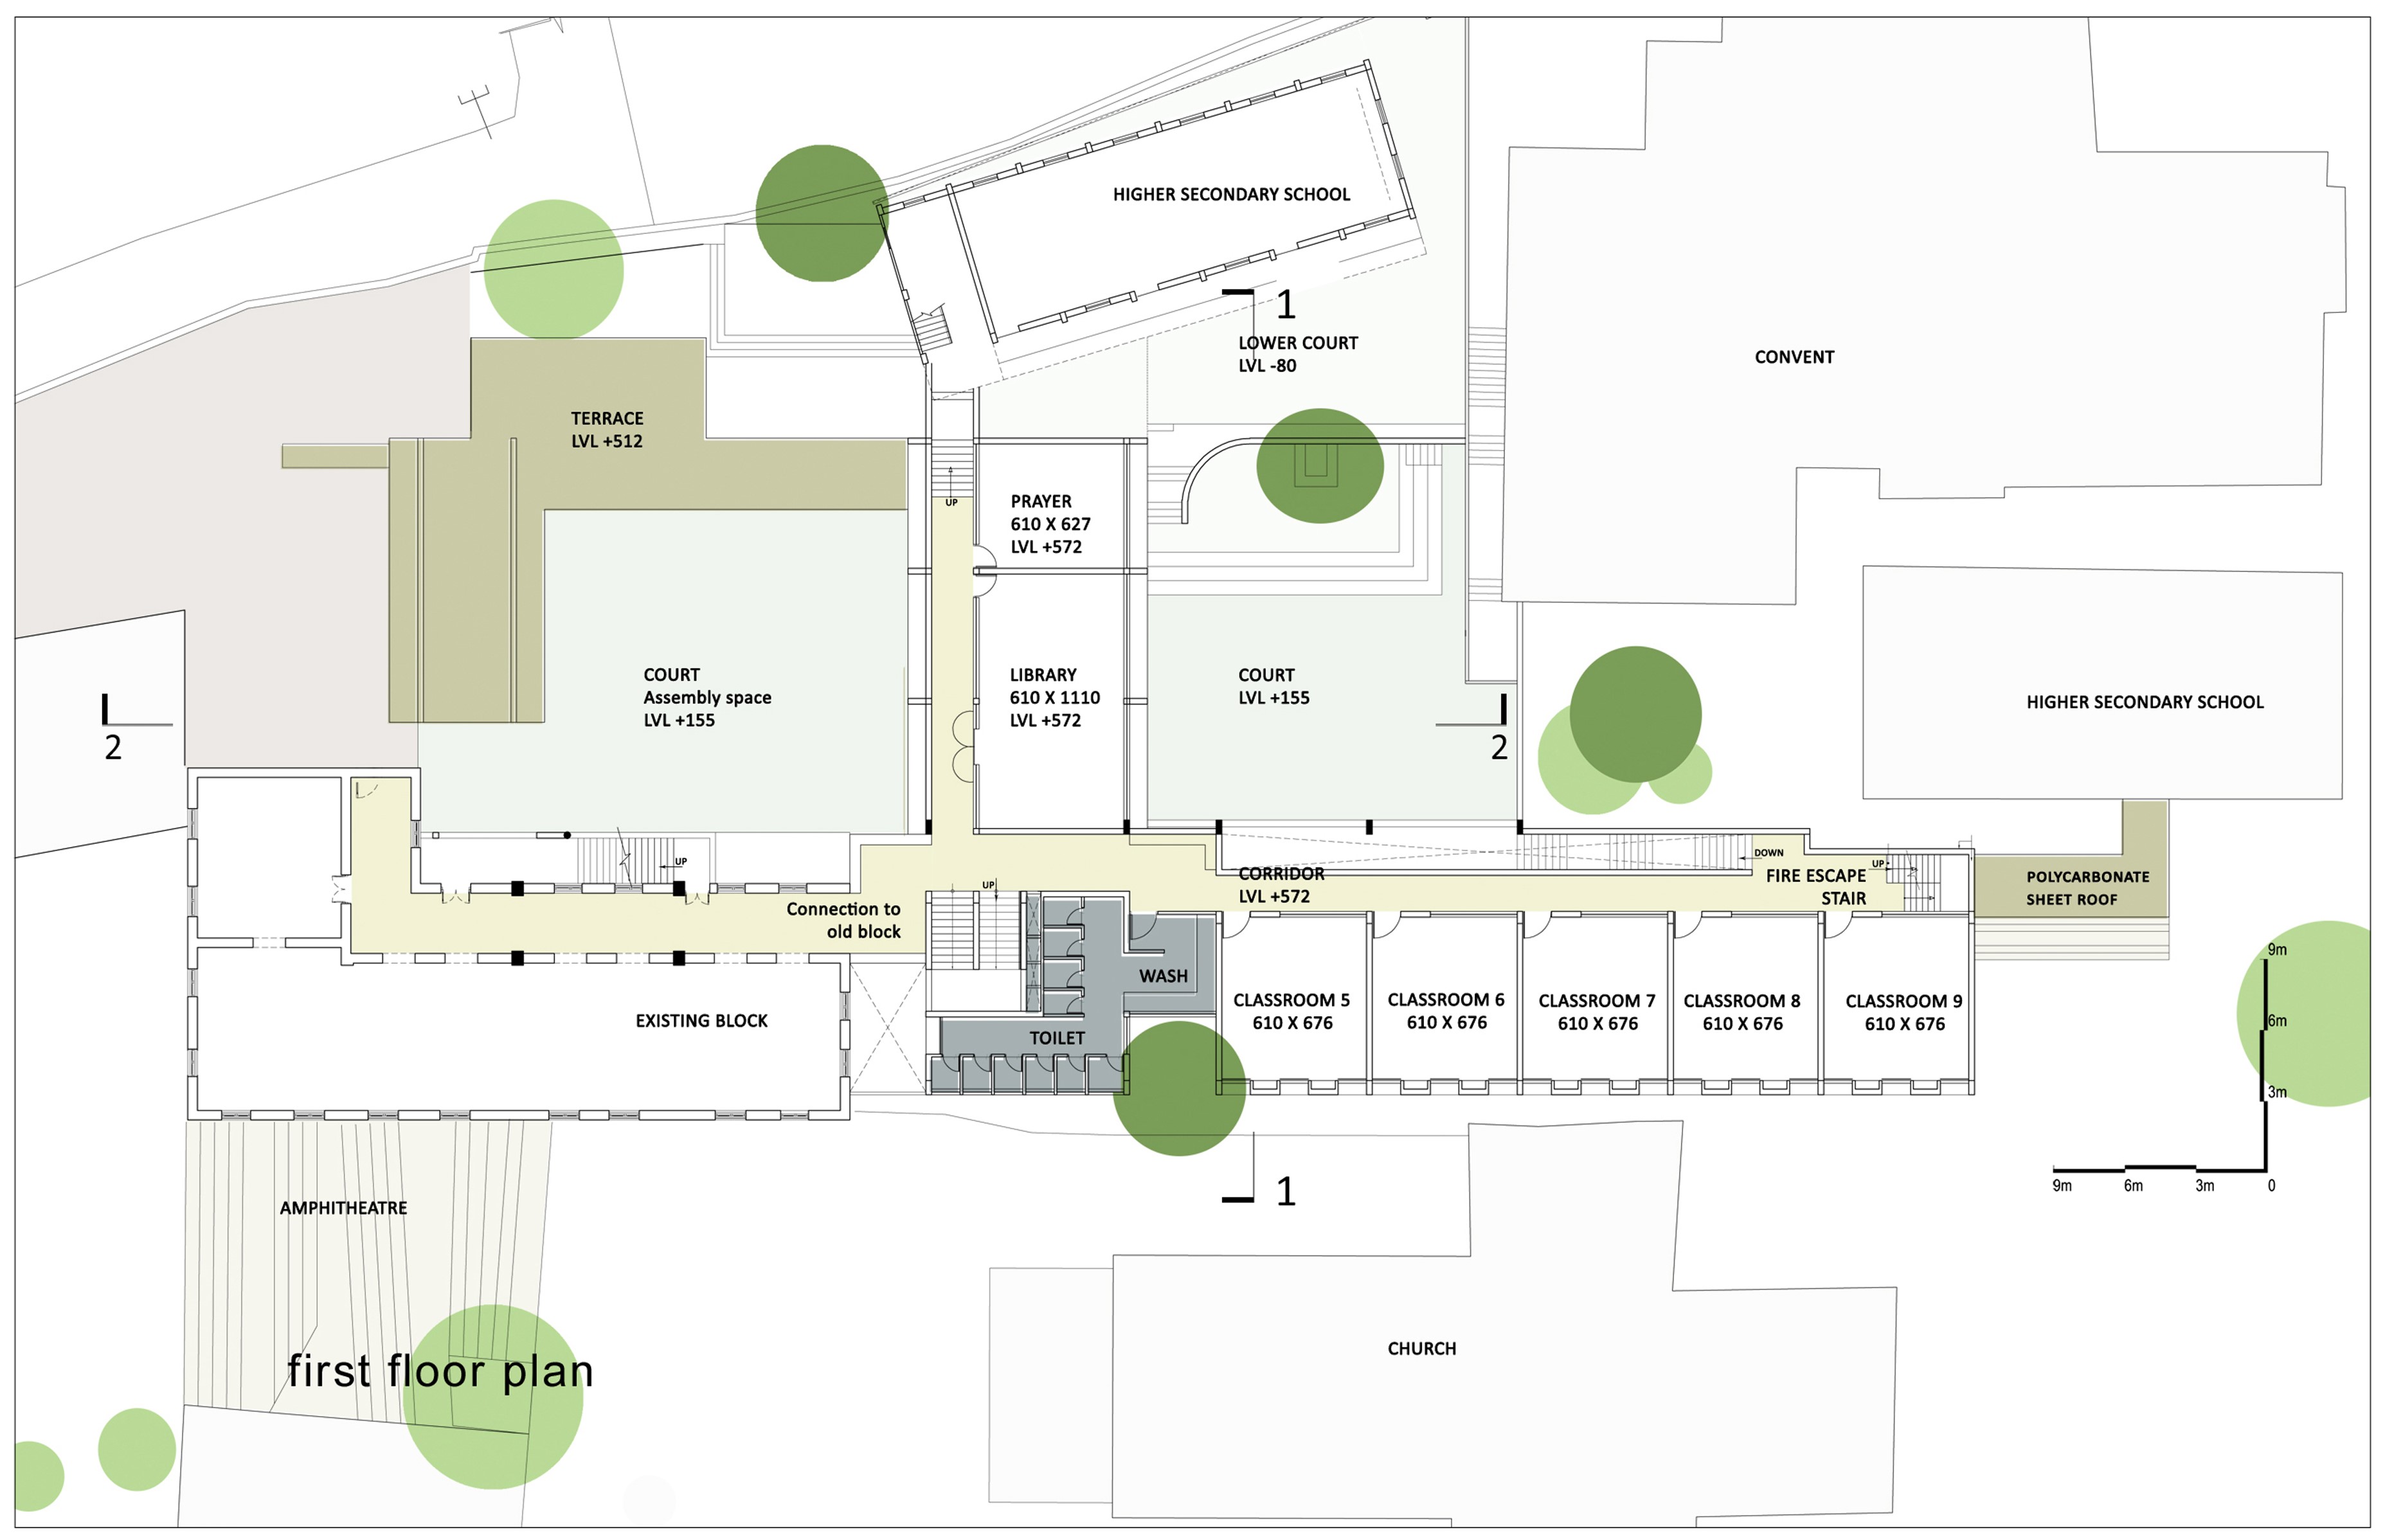 HIGHER SECONDARY SCHOOL
1
LOWER COURT
LVL -80
CONVENT
TERRACE
LVL +512
UP
PRAYER
610 X 627
LVL +572
COURT
Assembly space
LVL +155
LIBRARY
610 X 1110
LVL +572
COURT
LVL +155
HIGHER SECONDARY SCHOOL
2
2
UP
DOWN
UP
CORRIDOR
LVL +572
FIRE ESCAPE
STAIR
POLYCARBONATE
SHEET ROOF
UP
Connection to
old block
WASH
TOILET
EXISTING BLOCK
CLASSROOM 5
610 X 676
CLASSROOM 6
610 X 676
CLASSROOM 7
610 X 676
CLASSROOM 8
610 X 676
CLASSROOM 9
610 X 676
9m
6m
3m
9m 6m 3m 0
1
AMPHITHEATRE
CHURCH
first floor plan